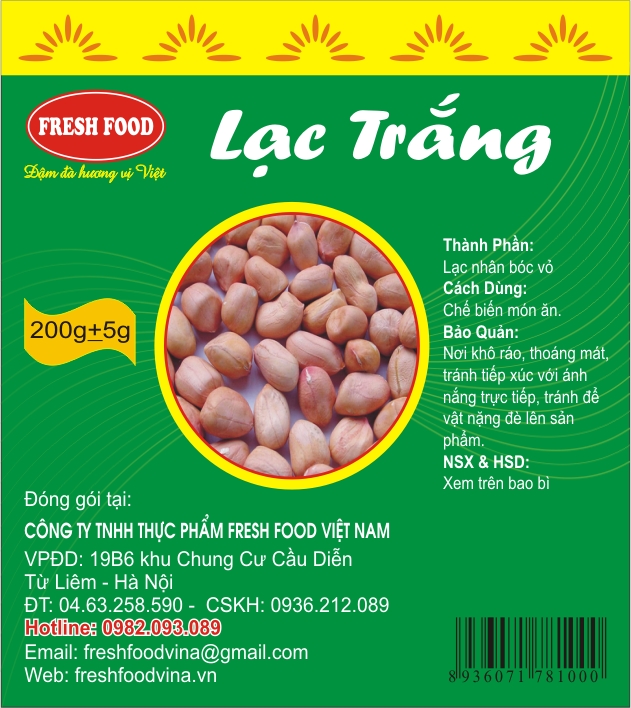 FRESH FOOD
Đậm đà hương vị Việt
Lạc Trắng
200g±5g
Thành Phần:
Lạc nhân bóc vỏ
Cách Dùng:
Chế biến món ăn.
Bảo Quản:
Nơi khô ráo, thoáng mát,
tránh tiếp xúc với ánh
nắng trực tiếp, tránh để
vật nặng đè lên sản
phẩm.
NSX & HSD:
Xem trên bao bì
Đóng gói tại:
CÔNG TY TNHH THỰC PHẨM FRESH FOOD VIỆT NAM
VPĐD: 19B6 khu Chung Cư Cầu Diễn
Từ Liêm - Hà Nội
ĐT: 04.63.258.590 - CSKH: 0936.212.089
Hotline: 0982.093.089
Email: freshfoodvina@gmail.com
Web: freshfoodvina.vn
8936071781000